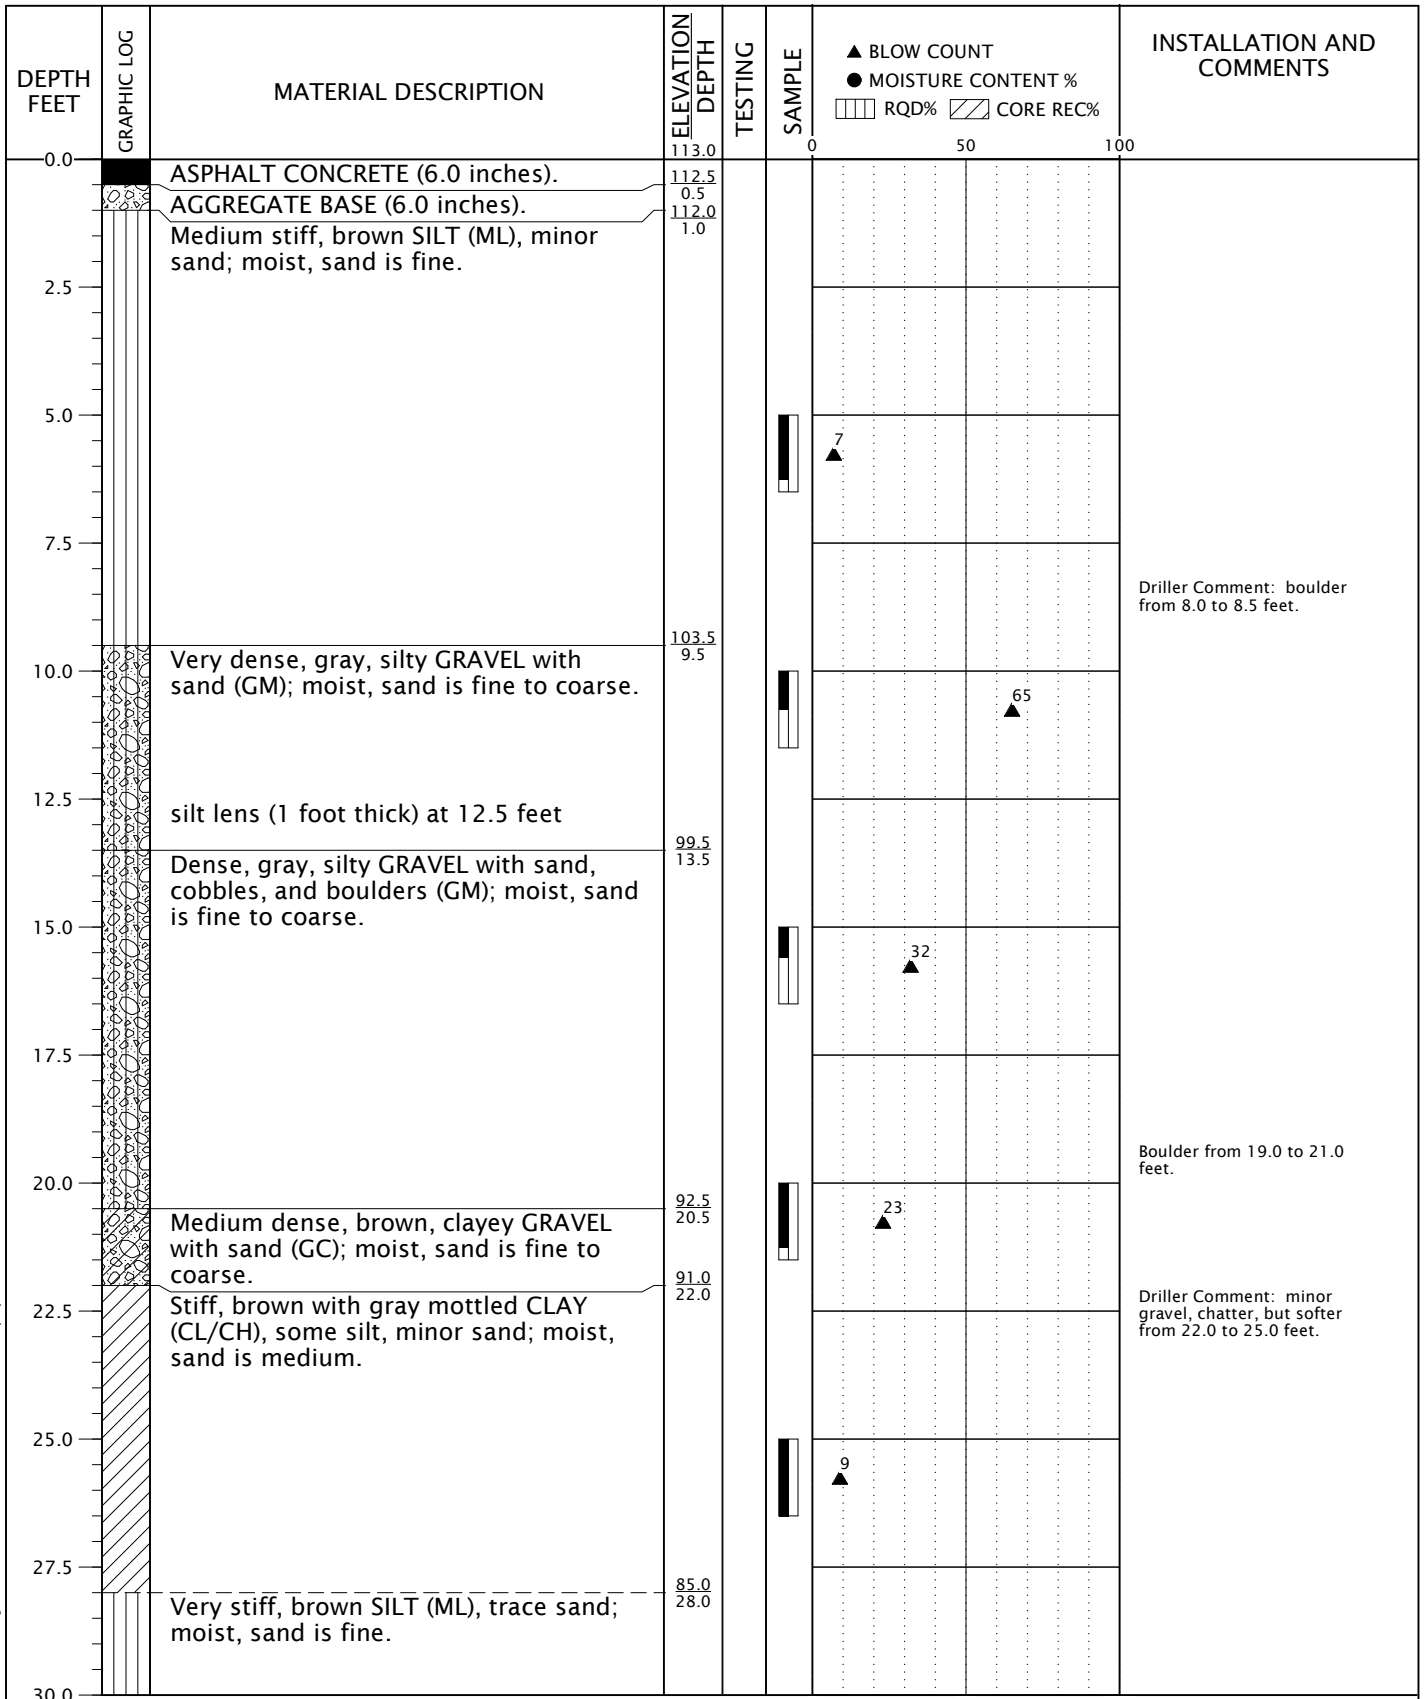 DEPTH
FEET
GRAPHIC LOG
MATERIAL DESCRIPTION
ELEVATION
DEPTH
TESTING
SAMPLE
▲ BLOW COUNT
● MOISTURE CONTENT %
RQD% CORE REC%
INSTALLATION AND
COMMENTS
0 50 100
113.0
0.0
ASPHALT CONCRETE (6.0 inches).
112.5
0.5
AGGREGATE BASE (6.0 inches).
112.0
1.0
Medium stiff, brown SILT (ML), minor
sand; moist, sand is fine.
2.5
5.0
7
7.5
Driller Comment: boulder
from 8.0 to 8.5 feet.
103.5
9.5
Very dense, gray, silty GRAVEL with
sand (GM); moist, sand is fine to coarse.
10.0
65
12.5
silt lens (1 foot thick) at 12.5 feet
99.5
13.5
Dense, gray, silty GRAVEL with sand,
cobbles, and boulders (GM); moist, sand
is fine to coarse.
15.0
32
17.5
Boulder from 19.0 to 21.0
feet.
20.0
92.5
20.5
23
Medium dense, brown, clayey GRAVEL
with sand (GC); moist, sand is fine to
coarse.
91.0
22.0
Stiff, brown with gray mottled CLAY
(CL/CH), some silt, minor sand; moist,
sand is medium.
22.5
Driller Comment: minor
gravel, chatter, but softer
from 22.0 to 25.0 feet.
25.0
9
27.5
85.0
28.0
Very stiff, brown SILT (ML), trace sand;
moist, sand is fine.
30.0